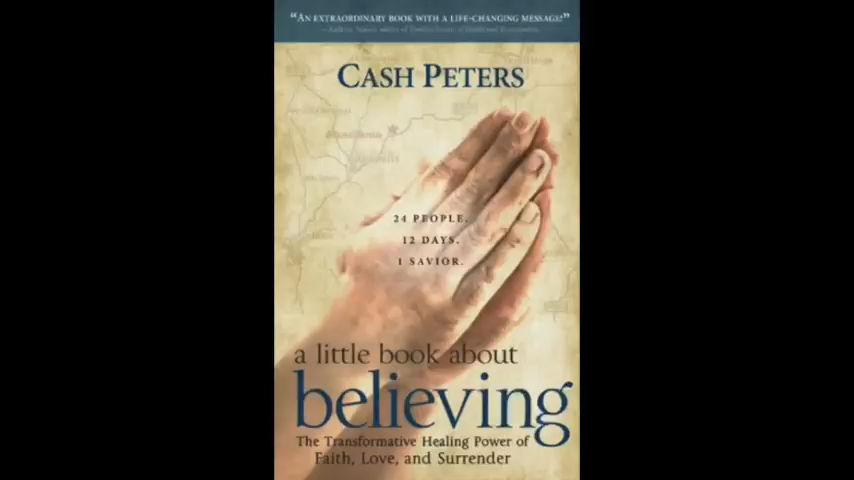 “AN EXTRAORDINARY BOOK WITH A LIFE-CHANGING MESSAGE!”
CASH PETERS
24 PEOPLE.
12 DAYS.
1 SAVIOR.
a little book about
believing
The Transformative Healing Power of
Faith, Love, and Surrender